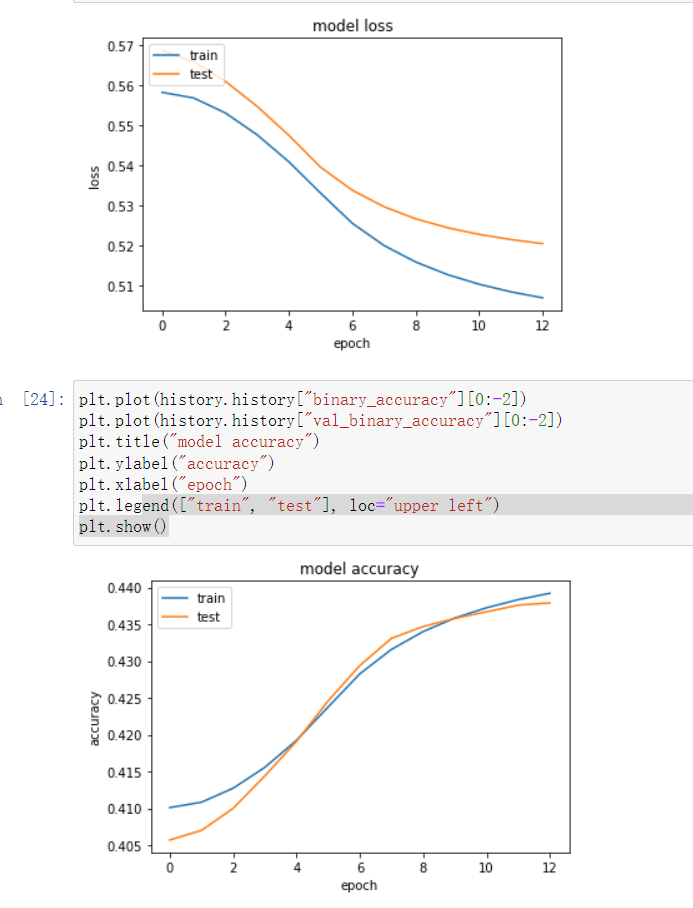 model loss
0.57
train
test
0.56
0.55
0.54
loss
0.53
0.52
0.51
0 2 4 6 8 10 12
epoch
[24]: plt.plot(history.history["binary_accuracy"][0:-2])
plt.plot(history.history["val_binary_accuracy"][0:-2])
plt.title("model accuracy")
plt.ylabel("accuracy")
plt.xlabel("epoch")
plt.legend(["train", "test"], loc="upper left")
plt.show()
model accuracy
0.440
train
test
0.435
0.430
0.425
accuracy
0.420
0.415
0.410
0.405
0 2 4 6 8 10 12
epoch